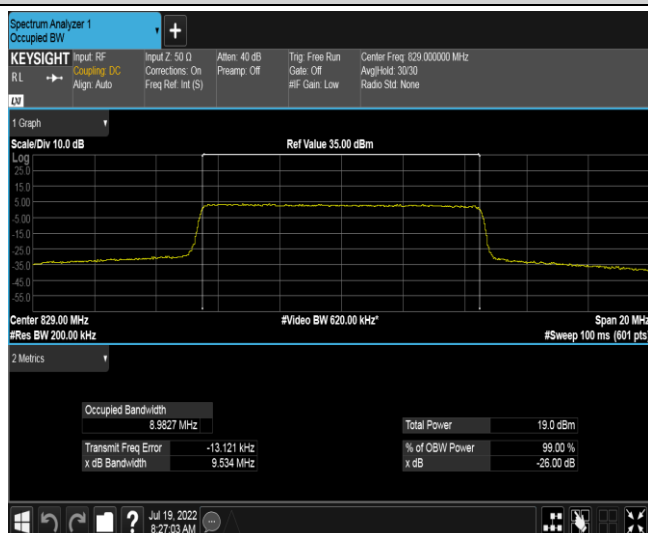 Spectrum Analyzer 1
Occupied BW
KEYSIGHT
RL
LXI
Input: RF
Coupling: DC
Align: Auto
Input Z: 50 Ω
Corrections: On
Freq Ref: Int (S)
Atten: 40 dB
Preamp: Off
Trig: Free Run
Gate: Off
#IF Gain: Low
Center Freq: 829.000000 MHz
Avg|Hold: 30/30
Radio Std: None
1 Graph
Scale/Div 10.0 dB
Ref Value 35.00 dBm
Log
25.0
15.0
5.00
-5.00
-15.0
-25.0
-35.0
-45.0
-55.0
Center 829.00 MHz
#Video BW 620.00 kHz*
Span 20 MHz
#Res BW 200.00 kHz
#Sweep 100 ms (601 pts)
2 Metrics
Occupied Bandwidth
8.9827 MHz
Total Power 19.0 dBm
Transmit Freq Error -13.121 kHz
% of OBW Power 99.00 %
x dB Bandwidth 9.534 MHz
x dB -26.00 dB
?
Jul 19, 2022
8:27:03 AM